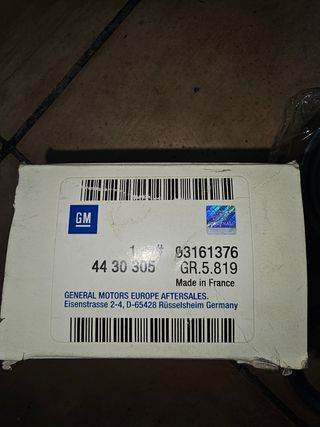 GM
93161376
44 30 305
GR.5.819
Made in France
GENERAL MOTORS EUROPE AFTERSALES.
Eisenstrasse 2-4, D-65428 Rüsselsheim Germany